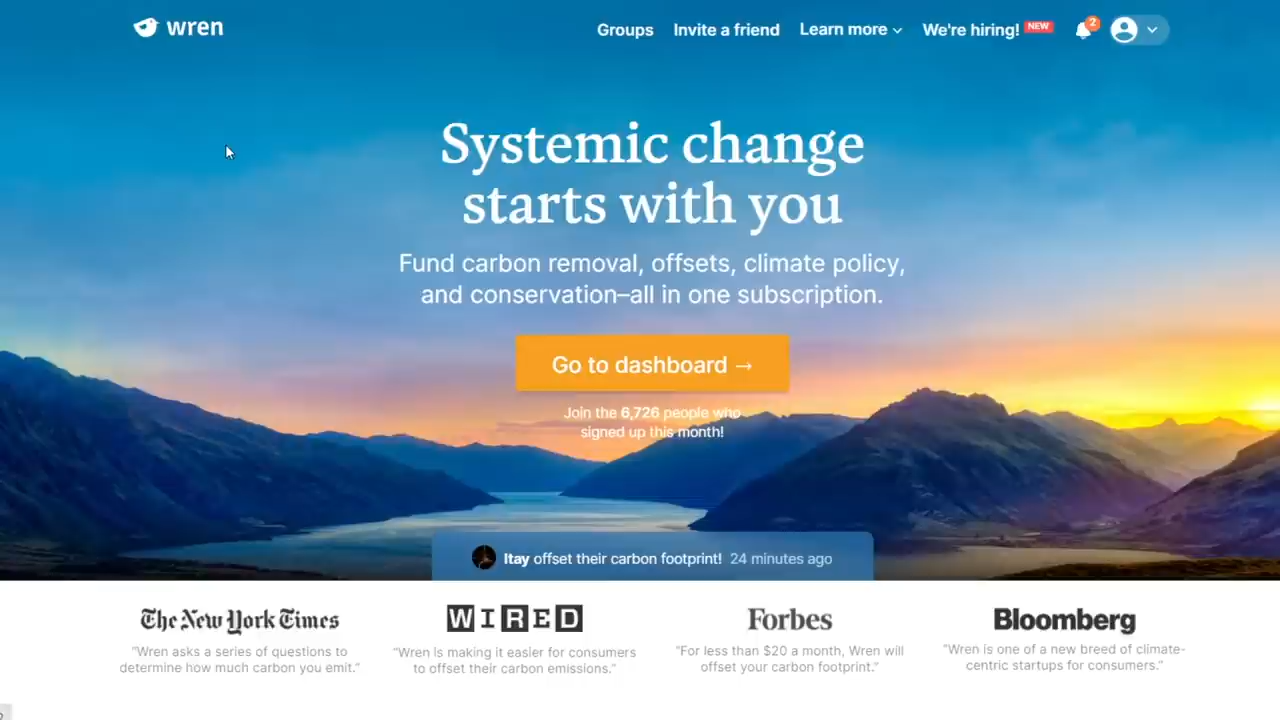 wren
Groups Invite a friend Learn more We're hiring! NEW 2
Systemic change
starts with you
Fund carbon removal, offsets, climate policy,
and conservation–all in one subscription.
Go to dashboard →
Join the 6,726 people who
signed up this month!
Itay offset their carbon footprint! 24 minutes ago
The New York Times
"Wren asks a series of questions to
determine how much carbon you emit."
WIRED
"Wren is making it easier for consumers
to offset their carbon emissions."
Forbes
"For less than $20 a month, Wren will
offset your carbon footprint."
Bloomberg
"Wren is one of a new breed of climate-
centric startups for consumers."